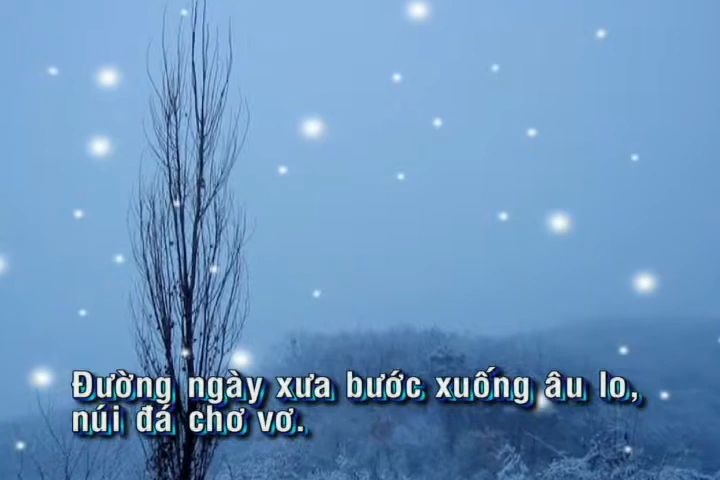 Đường ngày xưa bước xuống âu lo,
núi đá chơ vơ.